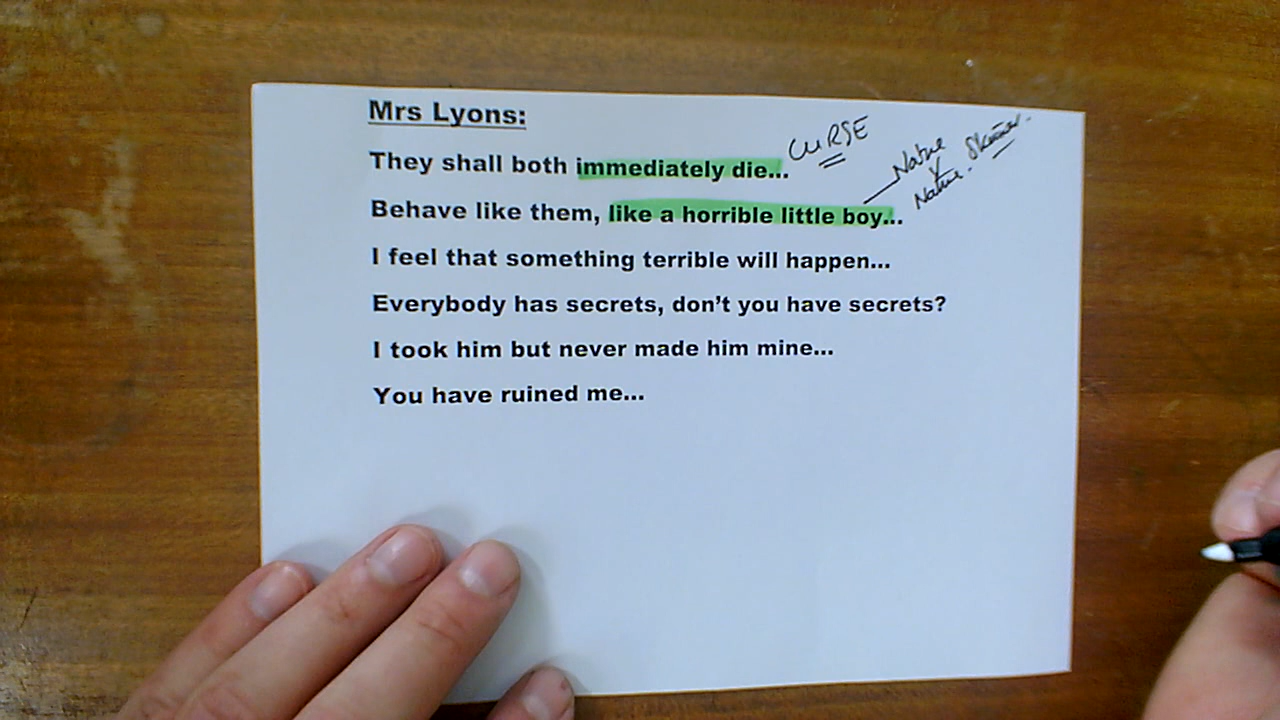 Mrs Lyons:
They shall both immediately die...
CURSE
Behave like them, like a horrible little boy...
Nature
v
I feel that something terrible will happen...
Everybody has secrets, don't you have secrets?
I took him but never made him mine...
You have ruined me...